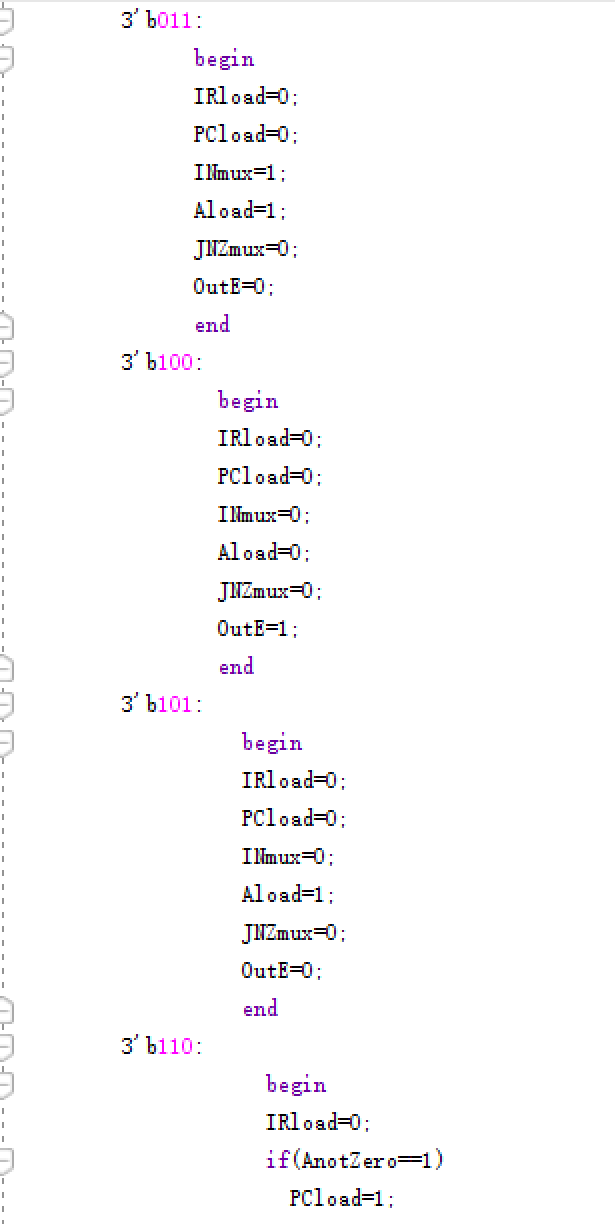 3'b011:
begin
IRload=0;
PCload=0;
INmux=1;
Aload=1;
JNZmux=0;
OutE=0;
end
3'b100:
begin
IRload=0;
PCload=0;
INmux=0;
Aload=0;
JNZmux=0;
OutE=1;
end
3'b101:
begin
IRload=0;
PCload=0;
INmux=0;
Aload=1;
JNZmux=0;
OutE=0;
end
3'b110:
begin
IRload=0;
if(AnotZero==1)
PCload=1;